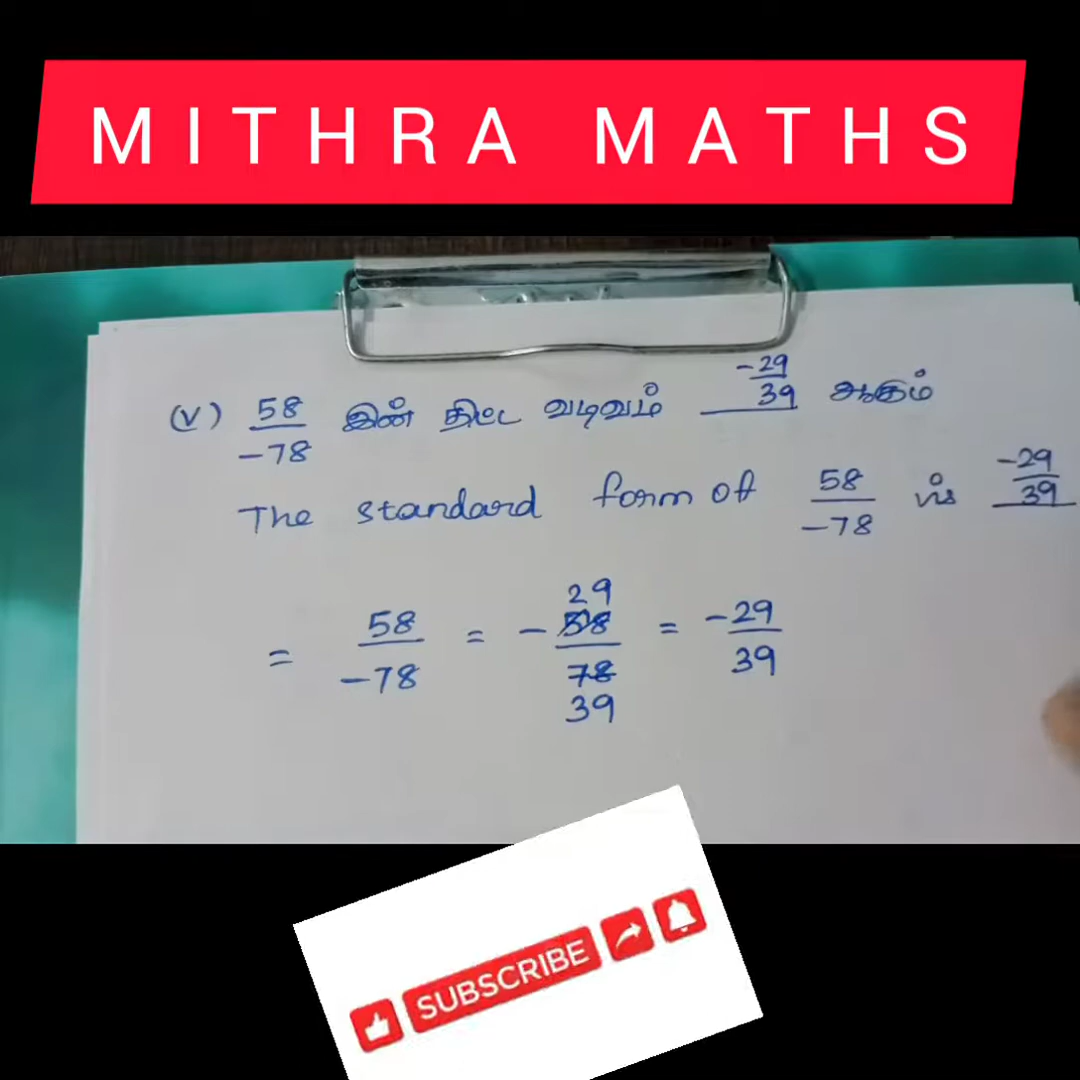 MITHRA MATHS
(v) 58/-78 இன் திட்ட வடிவம் -29/39 ஆகும்
The standard form of 58/-78 is -29/39
= 58/-78 = - 29 58/78 39 = -29/39
SUBSCRIBE